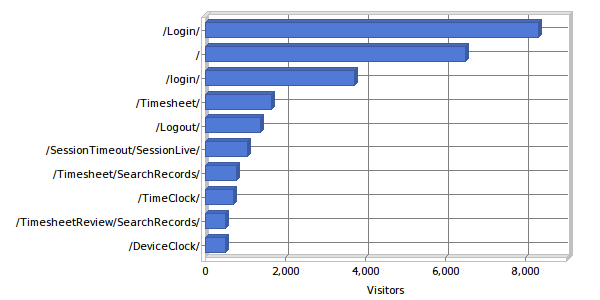 /Login/
/
/login/
/Timesheet/
/Logout/
/SessionTimeout/SessionLive/
/Timesheet/SearchRecords/
/TimeClock/
/TimesheetReview/SearchRecords/
/DeviceClock/
0 2,000 4,000 6,000 8,000
Visitors